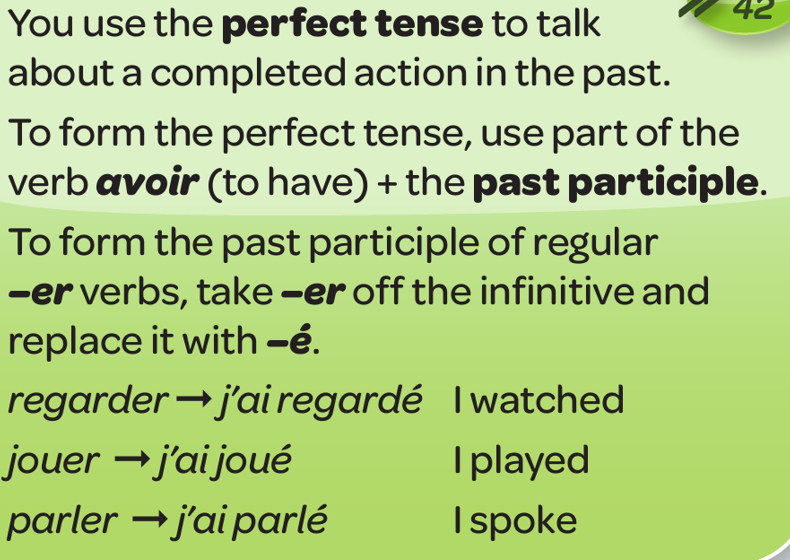 42
You use the perfect tense to talk
about a completed action in the past.
To form the perfect tense, use part of the
verb avoir (to have) + the past participle.
To form the past participle of regular
–er verbs, take –er off the infinitive and
replace it with –é.
regarder → j'ai regardé I watched
jouer → j'ai joué I played
parler → j'ai parlé I spoke